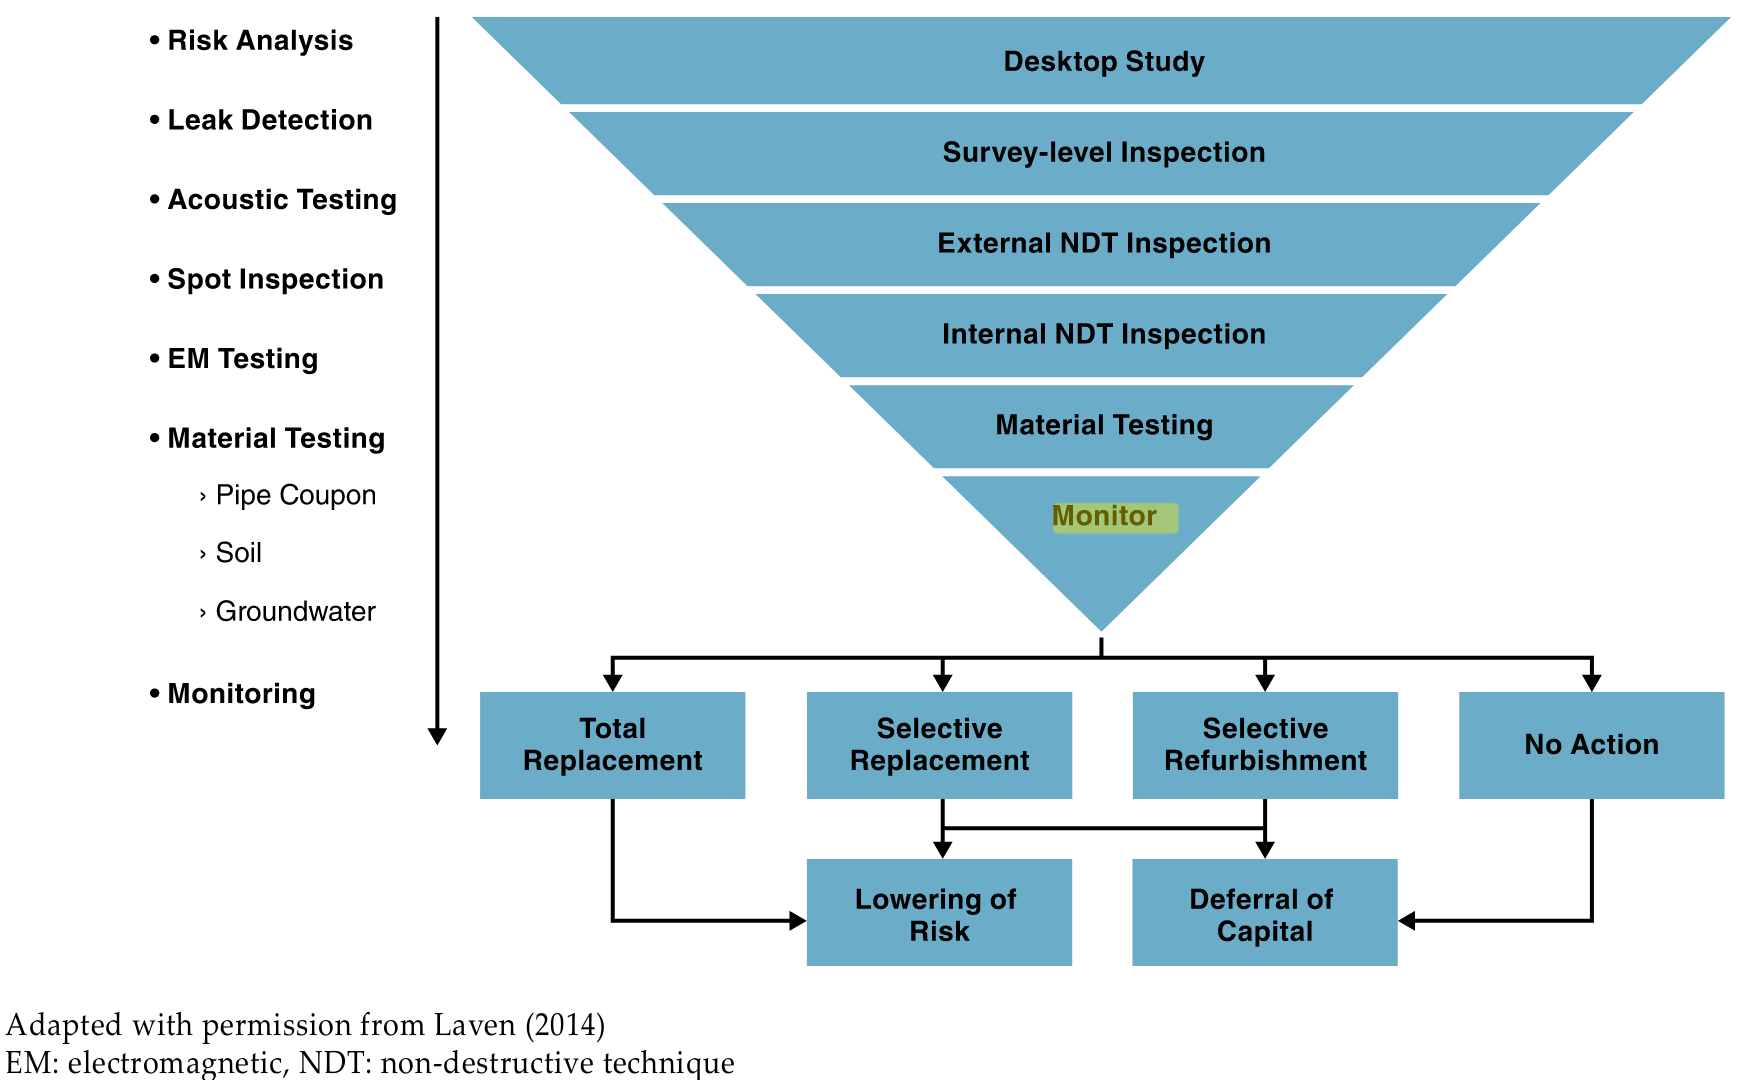 • Risk Analysis
• Leak Detection
• Acoustic Testing
• Spot Inspection
• EM Testing
• Material Testing
› Pipe Coupon
› Soil
› Groundwater
• Monitoring
Desktop Study
Survey-level Inspection
External NDT Inspection
Internal NDT Inspection
Material Testing
Monitor
Total
Replacement
Selective
Replacement
Selective
Refurbishment
No Action
Lowering of
Risk
Deferral of
Capital
Adapted with permission from Laven (2014)
EM: electromagnetic, NDT: non-destructive technique